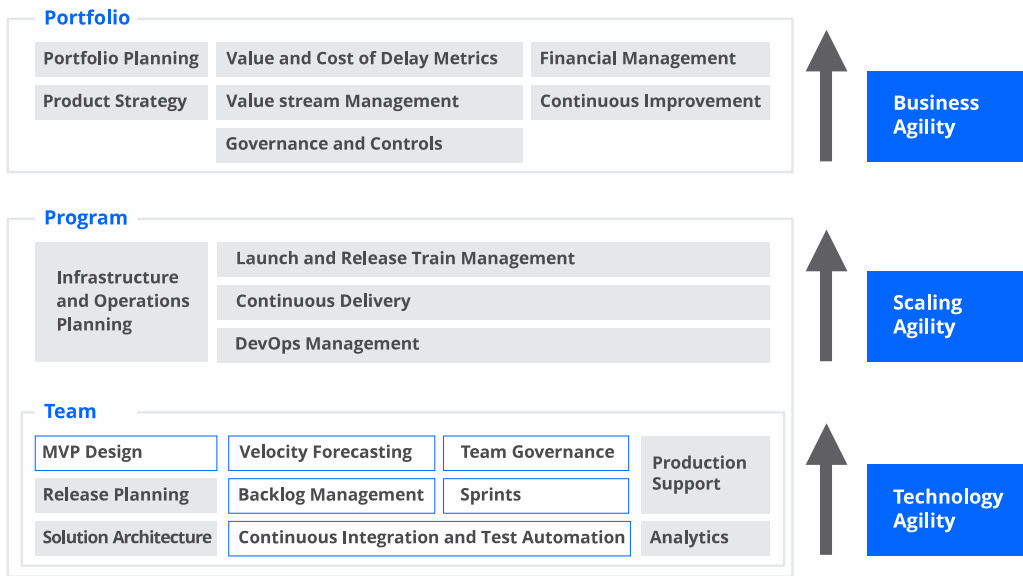 Portfolio
Portfolio Planning
Value and Cost of Delay Metrics
Financial Management
Product Strategy
Value stream Management
Continuous Improvement
Governance and Controls
Business
Agility
Program
Infrastructure
and Operations
Planning
Launch and Release Train Management
Continuous Delivery
DevOps Management
Scaling
Agility
Team
MVP Design
Velocity Forecasting
Team Governance
Production
Support
Release Planning
Backlog Management
Sprints
Solution Architecture
Continuous Integration and Test Automation
Analytics
Technology
Agility